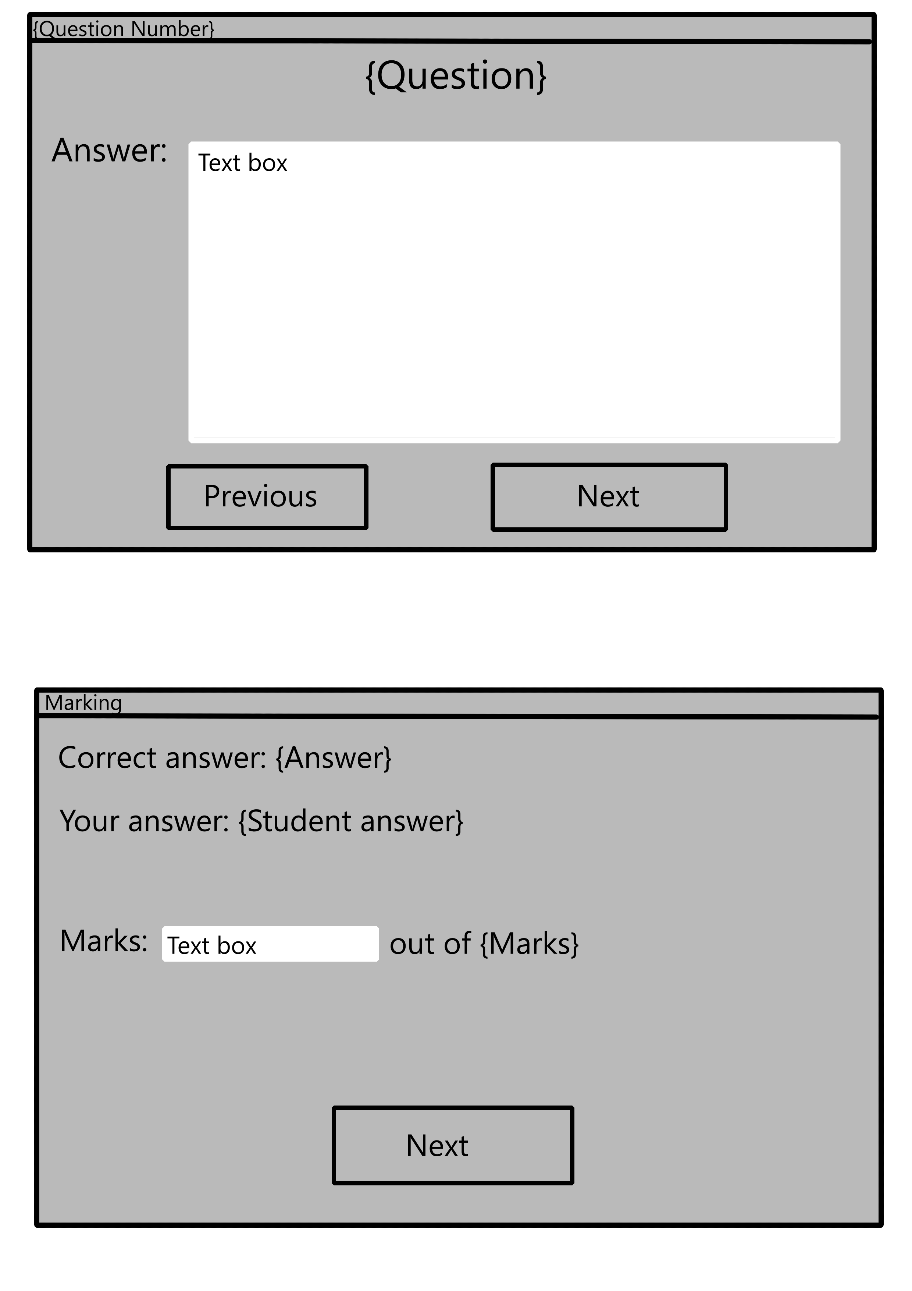 {Question Number}
{Question}
Answer:
Text box
Previous
Next
Marking
Correct answer: {Answer}
Your answer: {Student answer}
Marks: Text box out of {Marks}
Next